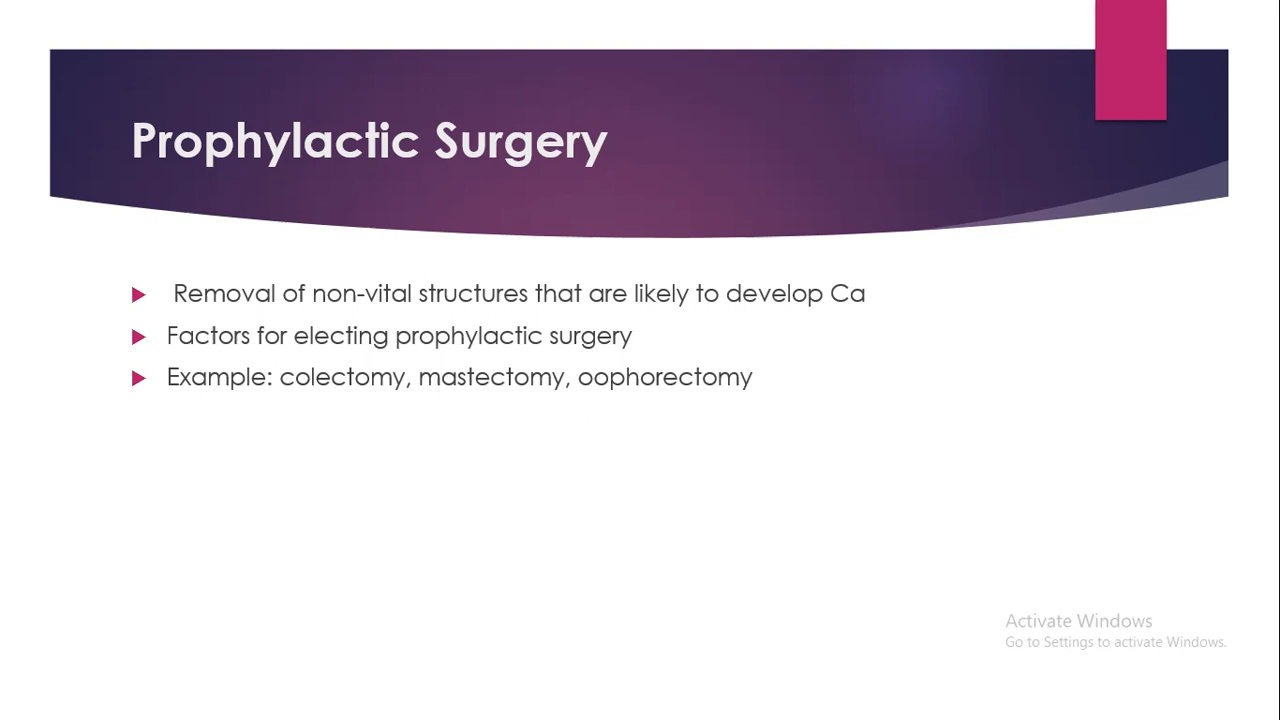 Prophylactic Surgery
Removal of non-vital structures that are likely to develop Ca
Factors for electing prophylactic surgery
Example: colectomy, mastectomy, oophorectomy
Activate Windows
Go to Settings to activate Windows.